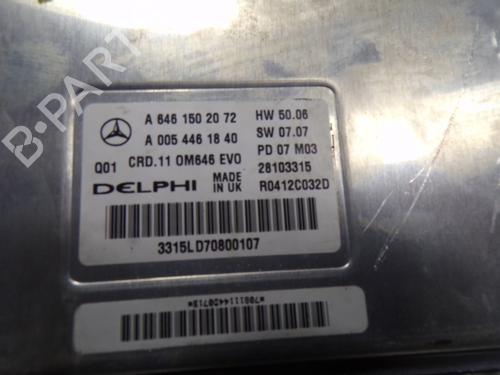 B-PARTS
A 646 150 20 72 HW 50.06
A 005 446 18 40 SW 07.07
Q01 CRD.11 OM646 EVO PD 07 M03
28103315
DELPHI MADE IN UK R0412C032D
3315LD70800107